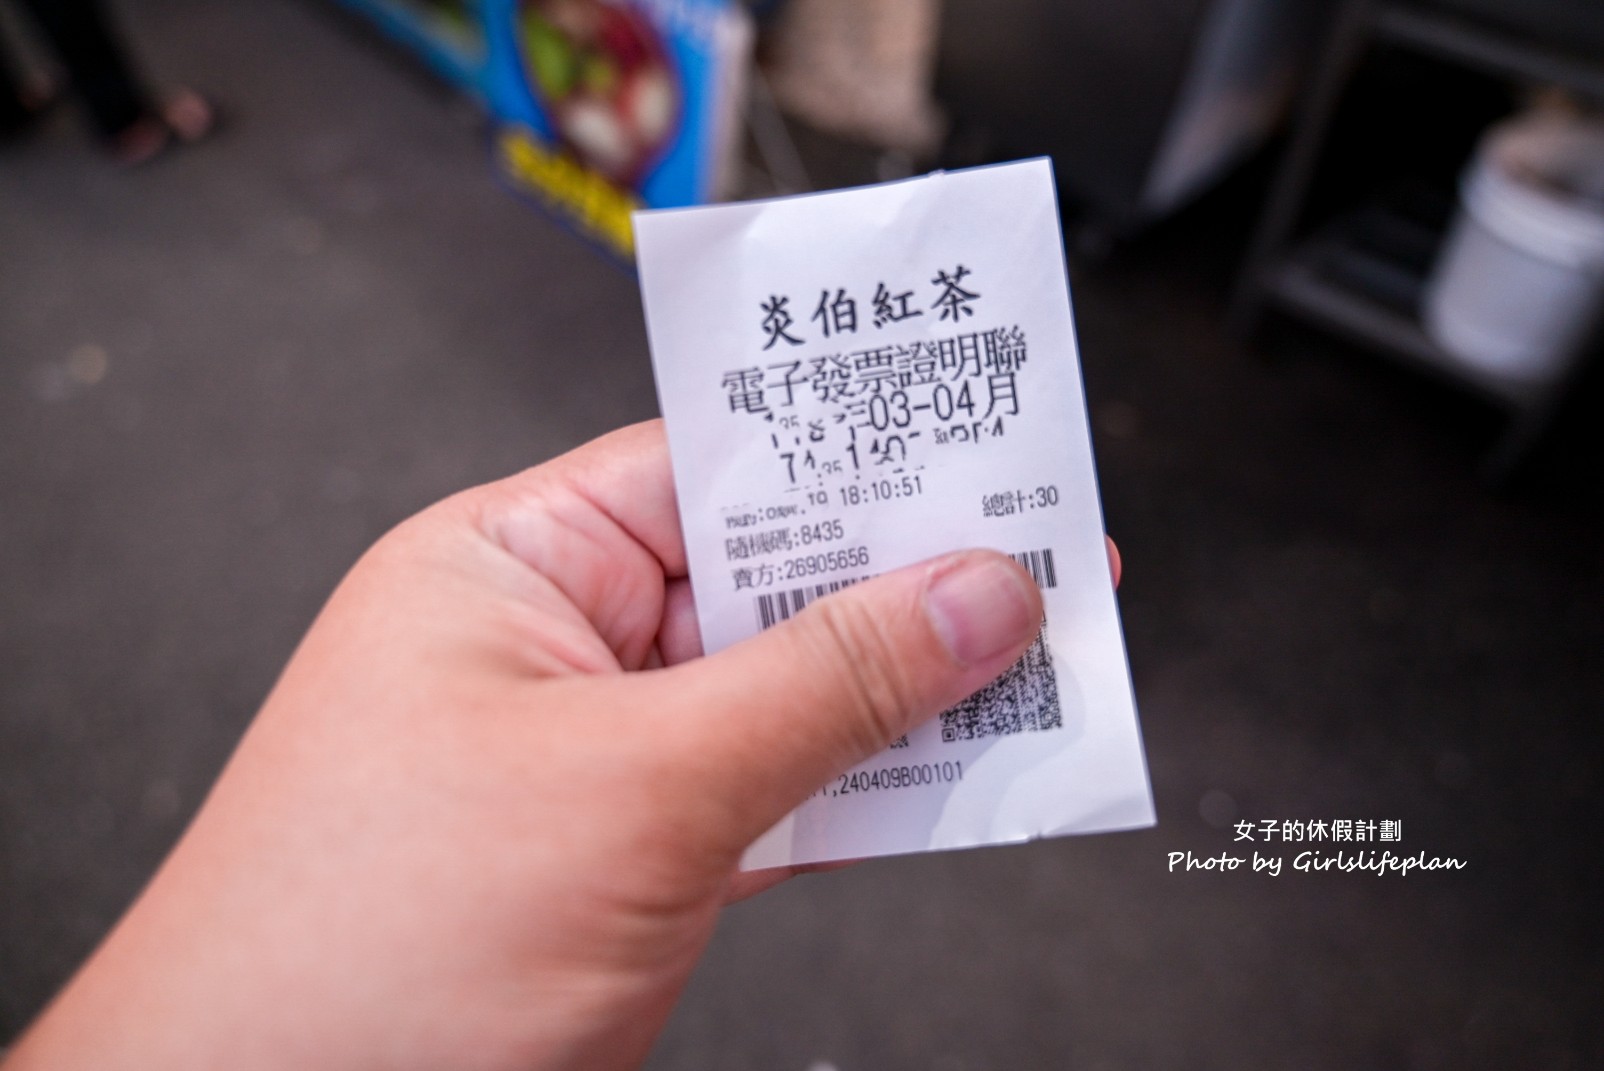 炎伯紅茶
電子發票證明聯
03-04月
18:10:51
總計:30
隨機碼:8435
賣方:26905656
,240409B00101
女子的休假計劃
Photo by Girlslifeplan